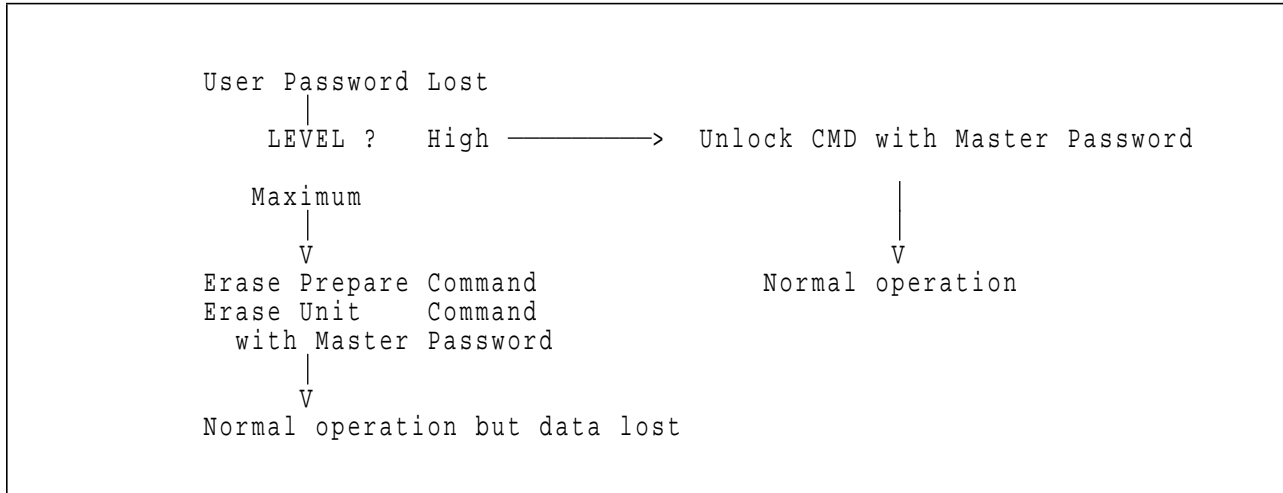 User Password Lost
LEVEL ? High ─────────> Unlock CMD with Master Password
Maximum
V V
Erase Prepare Command Normal operation
Erase Unit Command
with Master Password
V
Normal operation but data lost